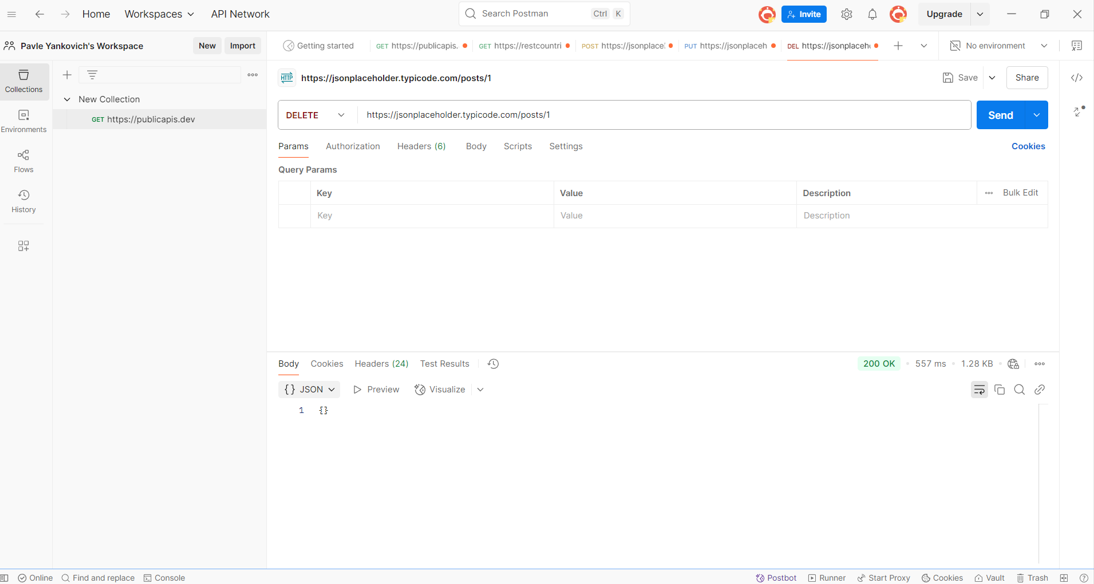 Home Workspaces API Network Search Postman Ctrl K Invite Upgrade
Pavle Yankovich's Workspace New Import Getting started GET https://publicapis. GET https://restcountri POST https://jsonplace PUT https://jsonplaceh DEL https://jsonplaceh No environment
Collections
Environments
Flows
History
New Collection
GET https://publicapis.dev
HTTP https://jsonplaceholder.typicode.com/posts/1 Save Share
DELETE https://jsonplaceholder.typicode.com/posts/1 Send
Params Authorization Headers (6) Body Scripts Settings Cookies
Query Params
Key Value Description Bulk Edit
Key Value Description
Body Cookies Headers (24) Test Results 200 OK 557 ms 1.28 KB
{} JSON Preview Visualize
1 {}
Online Find and replace Console Postbot Runner Start Proxy Cookies Vault Trash